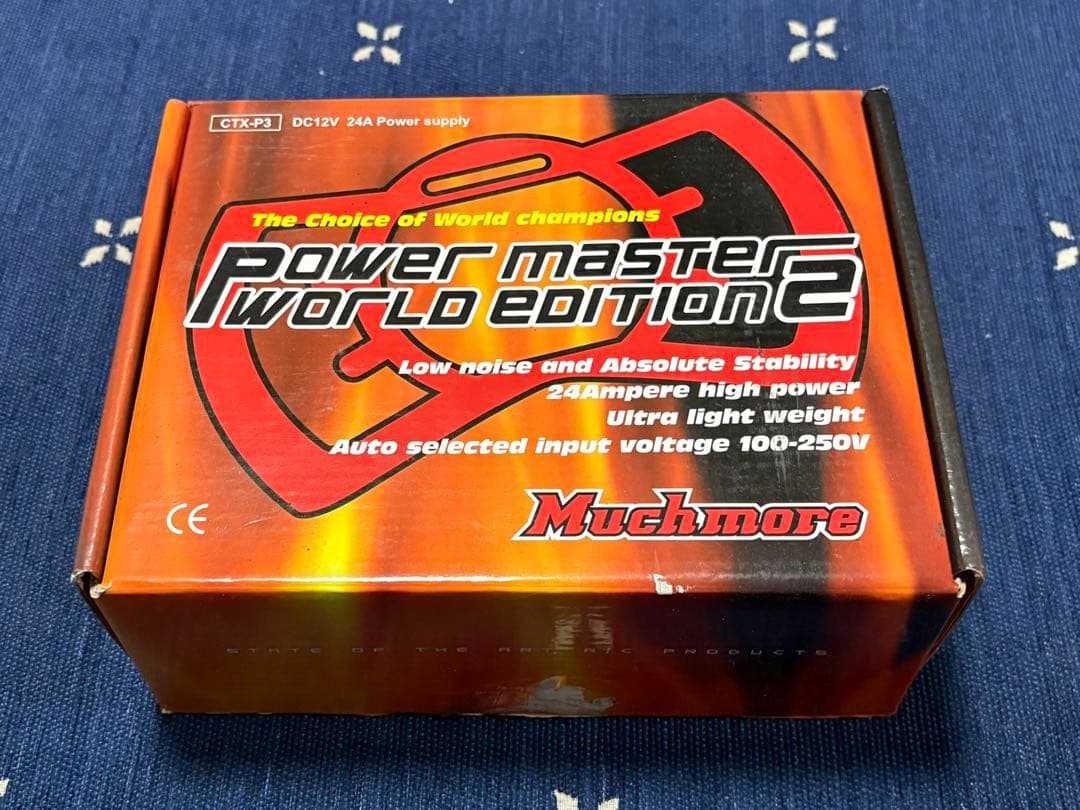 CTX-P3 DC12V 24A Power supply
The Choice of World champions
Power master
World Edition 2
Low noise and Absolute Stability
24Ampere high power
Ultra light weight
Auto selected input voltage 100-250V
CE
Muchmore
STATE OF THE ART R/C PRODUCTS